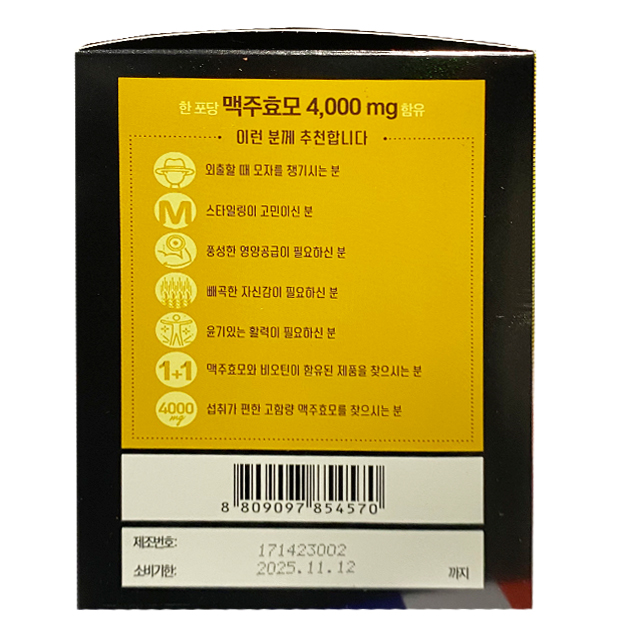 한 포당 맥주효모 4,000 mg 함유
이런 분께 추천합니다
외출할 때 모자를 챙기시는 분
M
스타일링이 고민이신 분
풍성한 영양공급이 필요하신 분
빼곡한 자신감이 필요하신 분
윤기있는 활력이 필요하신 분
1+1
맥주효모와 비오틴이 함유된 제품을 찾으시는 분
4000 mg
섭취가 편한 고함량 맥주효모를 찾으시는 분
8 809097 854570
제조번호: 171423002
소비기한: 2025.11.12 까지